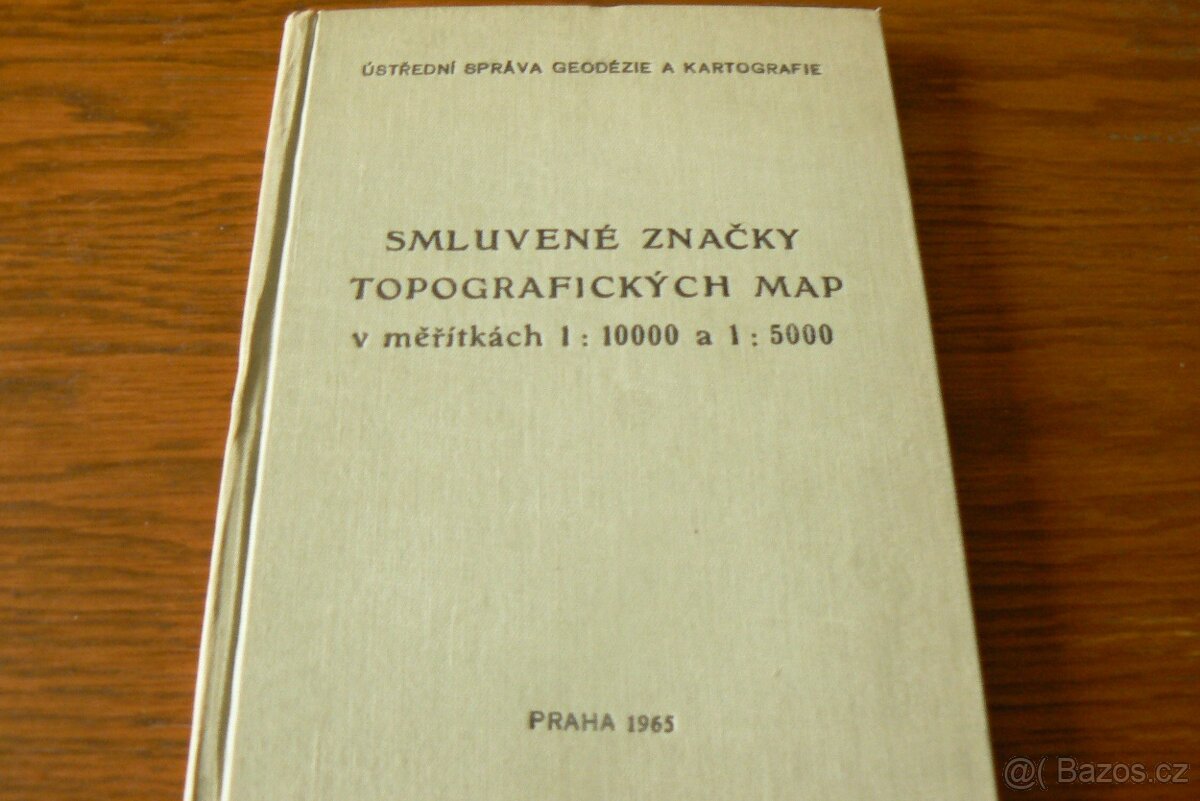 ÚSTŘEDNÍ SPRÁVA GEODÉZIE A KARTOGRAFIE
SMLUVENÉ ZNAČKY
TOPOGRAFICKÝCH MAP
v měřítkách 1 : 10000 a 1 : 5000
PRAHA 1965
@( Bazos.cz